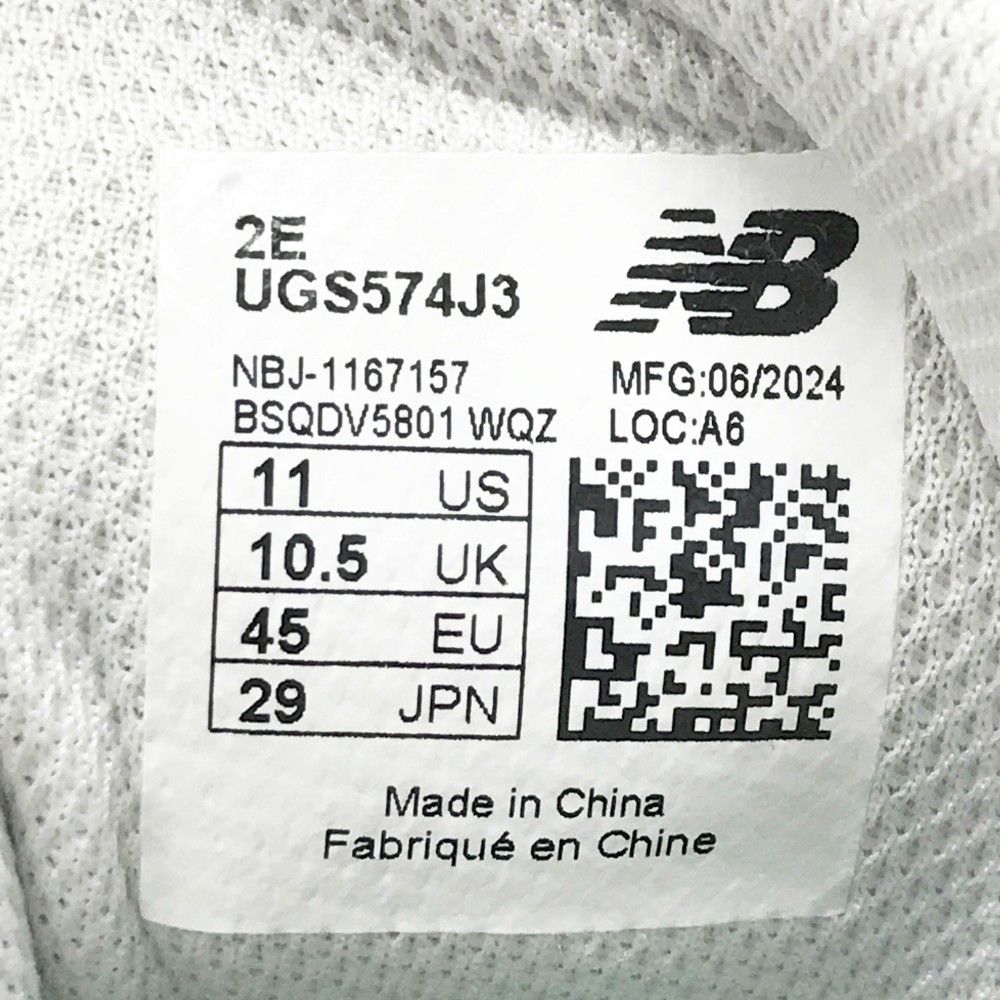 2E
UGS574J3
NB
NBJ-1167157
MFG:06/2024
BSQDV5801 WQZ
LOC:A6
11 US
10.5 UK
45 EU
29 JPN
Made in China
Fabriqué en Chine